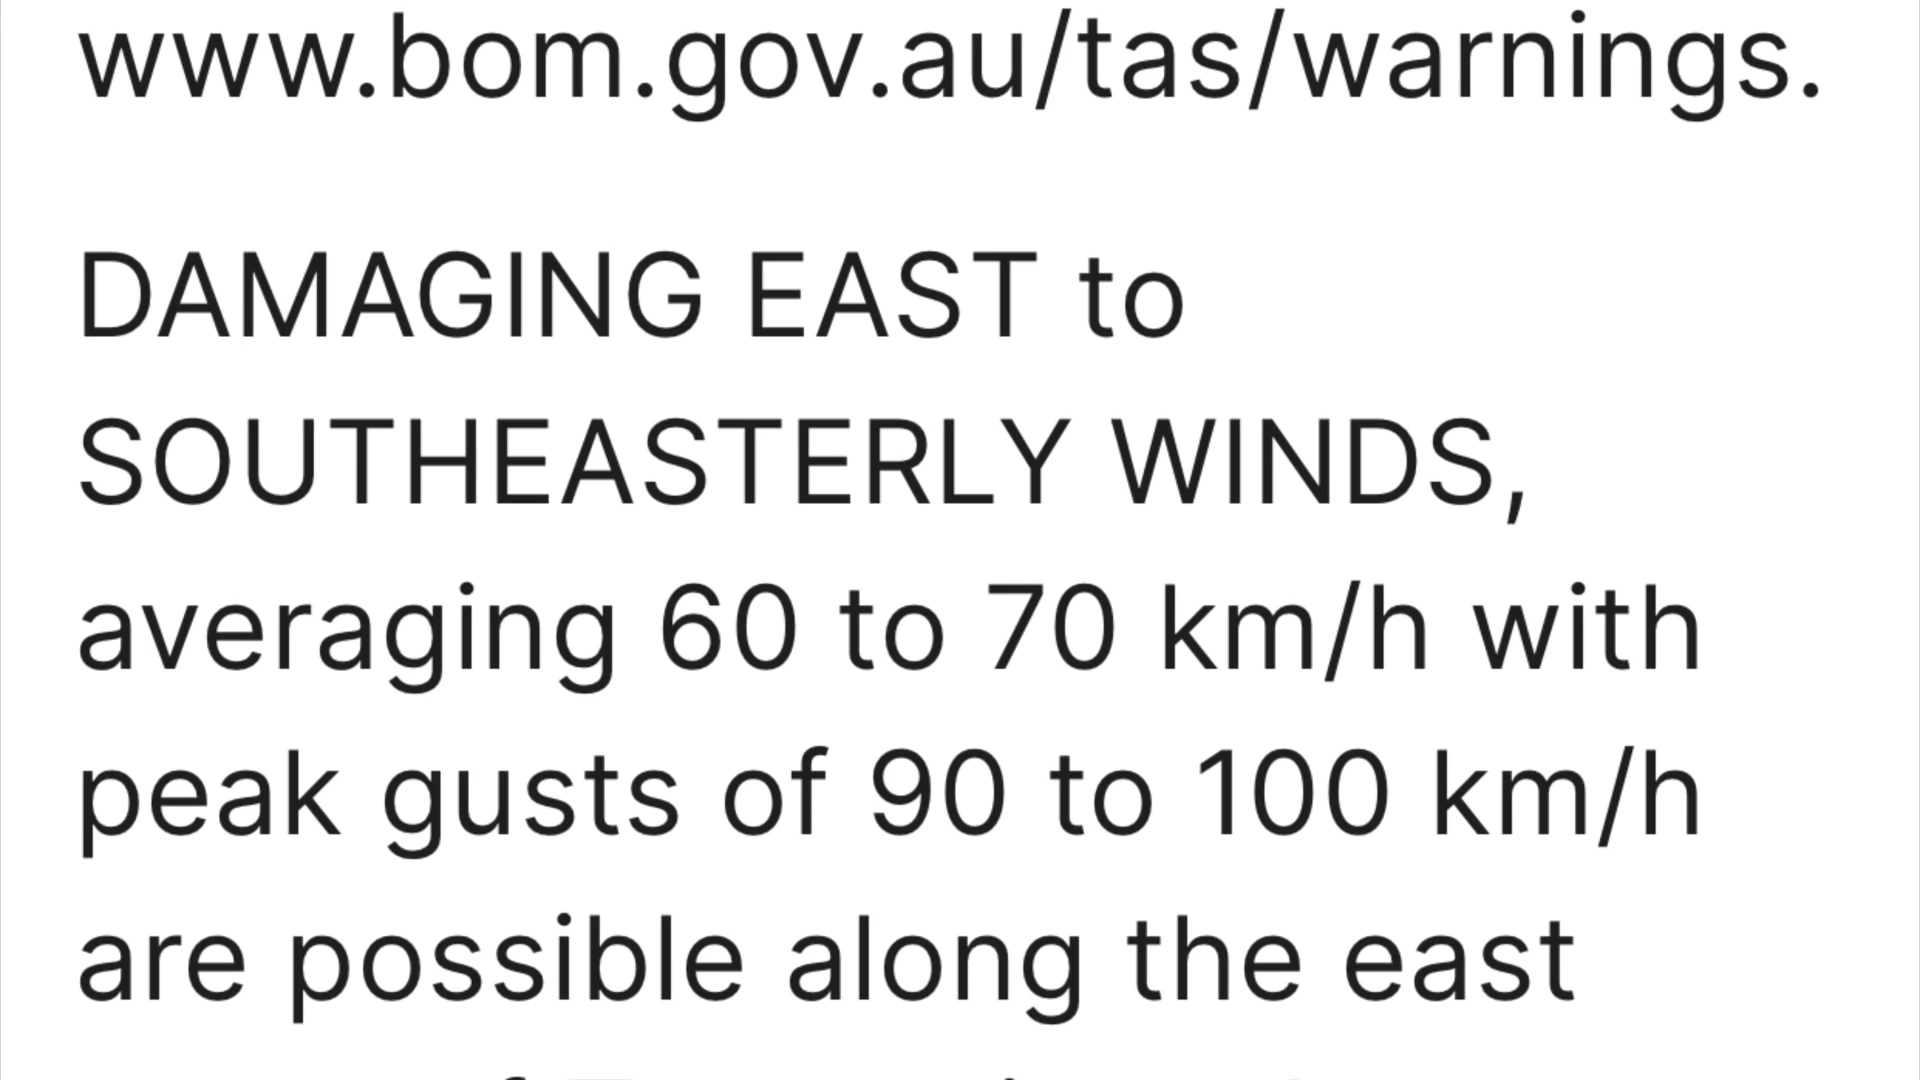 www.bom.gov.au/tas/warnings.
DAMAGING EAST to
SOUTHEASTERLY WINDS,
averaging 60 to 70 km/h with
peak gusts of 90 to 100 km/h
are possible along the east